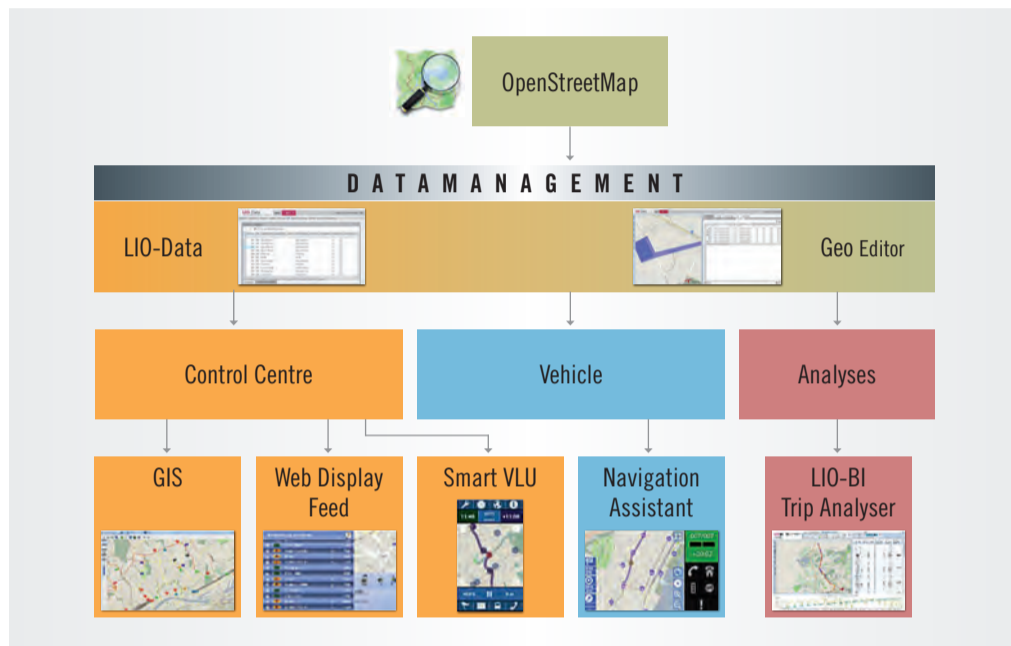 OpenStreetMap
DATAMANAGEMENT
LIO-Data
Geo Editor
Control Centre
Vehicle
Analyses
GIS
Web Display
Feed
Smart VLU
Navigation
Assistant
LIO-BI
Trip Analyser